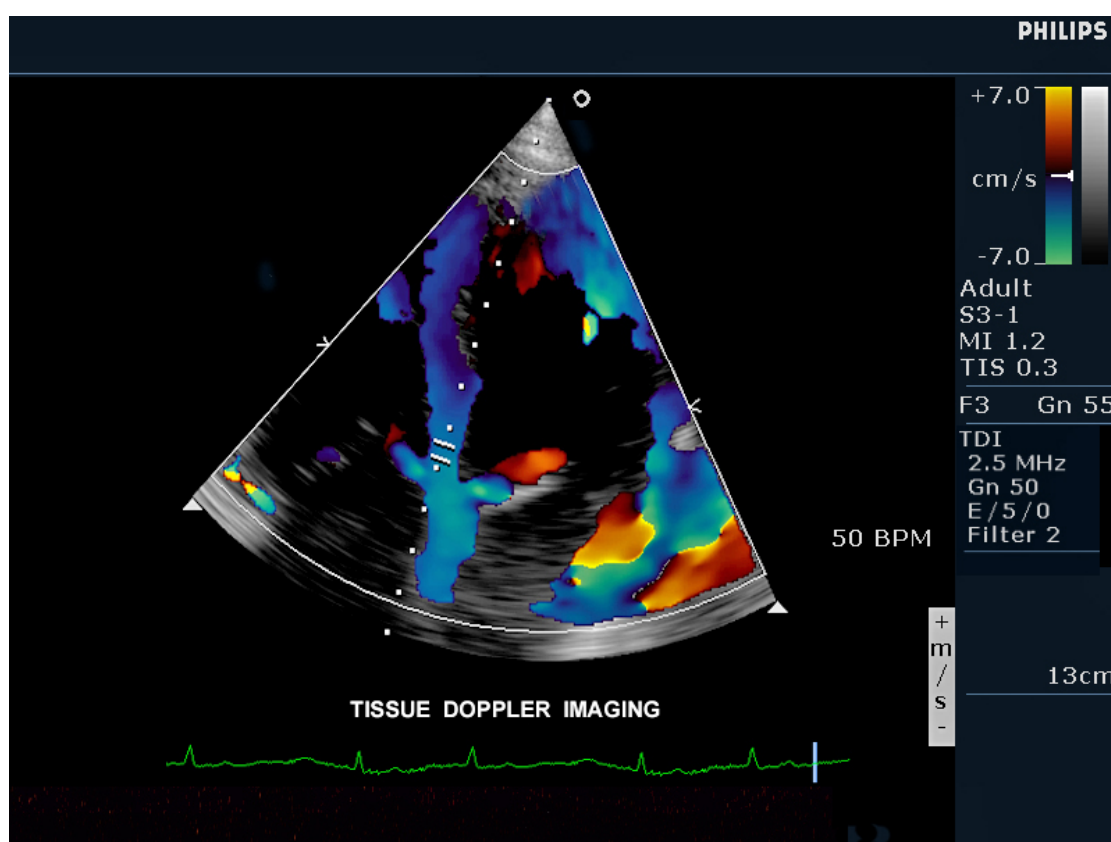 PHILIPS
+7.0
cm/s
-7.0
Adult
S3-1
MI 1.2
TIS 0.3
F3 Gn 55
TDI
2.5 MHz
Gn 50
E/5/0
Filter 2
50 BPM
+
m
/
s
-
13cm
TISSUE DOPPLER IMAGING